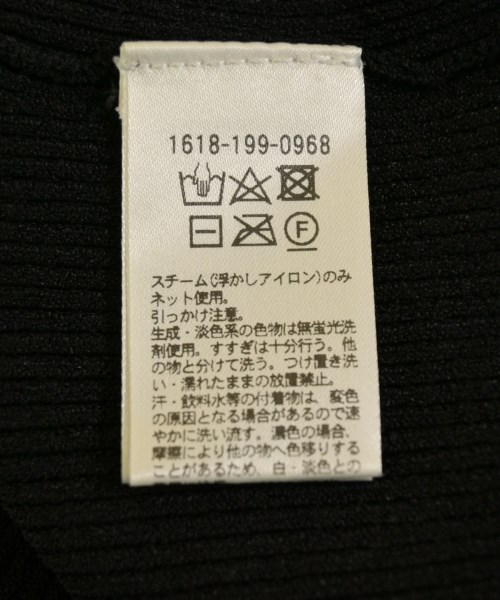 1618-199-0968
F
スチーム(浮かしアイロン)のみ
ネット使用。
引っかけ注意。
生成・淡色系の色物は無蛍光洗
剤使用。すすぎは十分行う。他
の物と分けて洗う。つけ置き洗
い・濡れたままの放置禁止。
汗・飲料水等の付着物は、変色
の原因となる場合があるので速
やかに洗い流す。濃色の場合、
摩擦により他の物へ色移りする
ことがあるため、白・淡色との